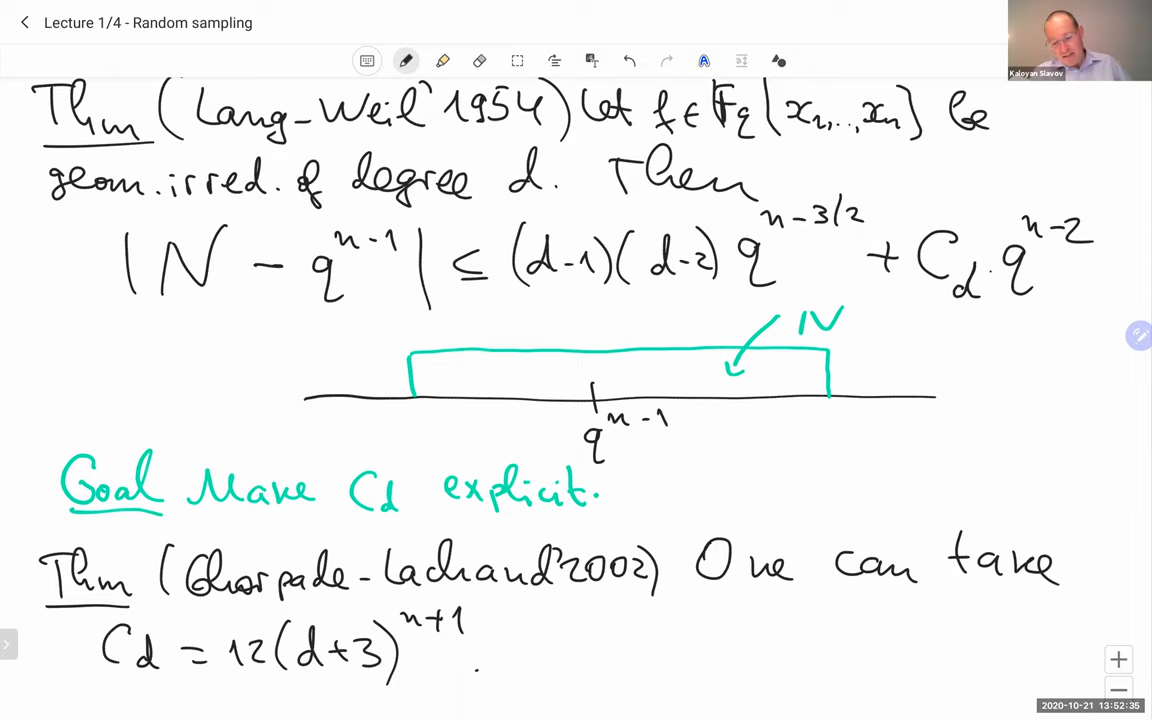 Lecture 1/4 - Random sampling
Kaloyan Slavov
Thm (Lang-Weil '1954) Let f ∈ F_q[x_1,..,x_n] be
geom. irred. of degree d. Then
|N - q^{n-1}| ≤ (d-1)(d-2) q^{n-3/2} + C_d · q^{n-2}
N
q^{n-1}
Goal Make C_d explicit.
Thm (Ghorpade-Lachaud '2002) One can take
C_d = 12(d+3)^{n+1}
2020-10-21 13:52:35